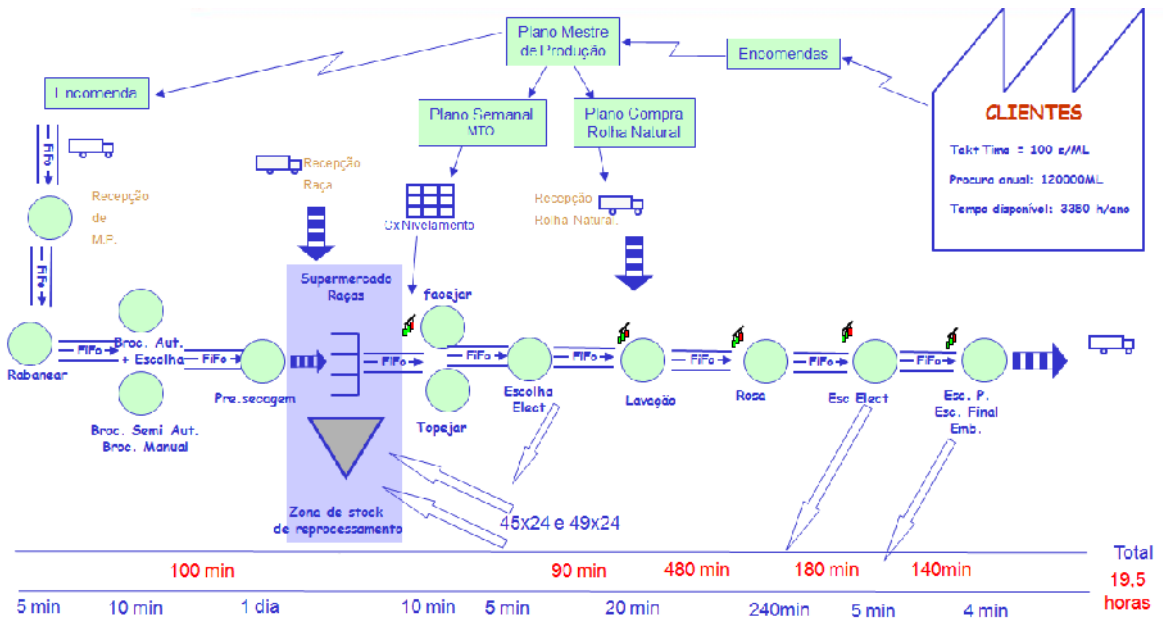 Plano Mestre
de Produção
Encomendas
Encomenda
CLIENTES
Takt Time = 100 s/ML
Procura anual: 120000ML
Tempo disponível: 3380 h/ano
Plano Semanal
MTO
Plano Compra
Rolha Natural
FiFo
Recepção
de
M.P.
Recepção
Raça
Cx Nivelamento
Recepção
Rolha Natural.
FiFo
Supermercado
Raças
facejar
Rabanear
FiFo
Broc. Aut.
+ Escolha
FiFo
Pre.secagem
FiFo
FiFo
Escolha
Elect
FiFo
Lavação
FiFo
Rosa
FiFo
Esc Elect
FiFo
Esc. P.
Esc. Final
Emb.
Broc. Semi Aut.
Broc. Manual
Topejar
Zona de stock
de reprocessamento
45x24 e 49x24
Total
100 min
90 min
480 min
180 min
140min
19,5
horas
5 min
10 min
1 dia
10 min
5 min
20 min
240min
5 min
4 min